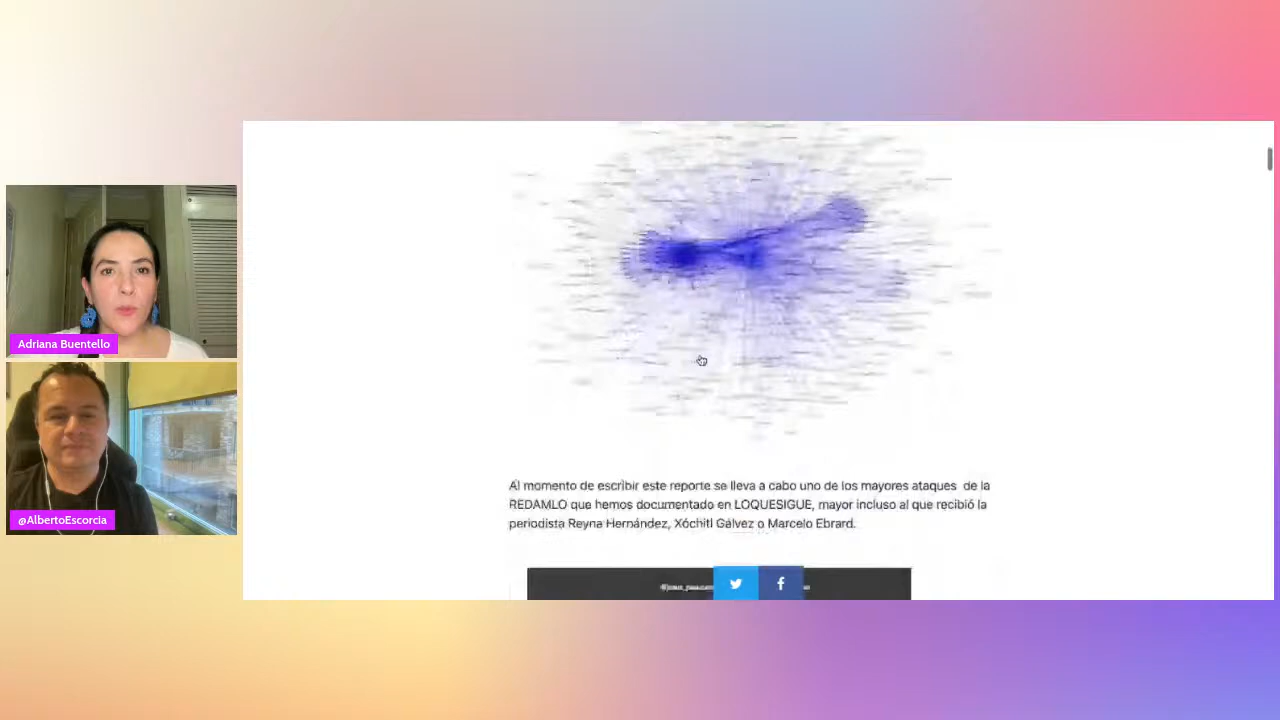 Adriana Buentello
@AlbertoEscorcia
Al momento de escribir este reporte se lleva a cabo uno de los mayores ataques de la
REDAMLO que hemos documentado en LOQUESIGUE, mayor incluso al que recibió la
periodista Reyna Hernández, Xóchitl Gálvez o Marcelo Ebrard.